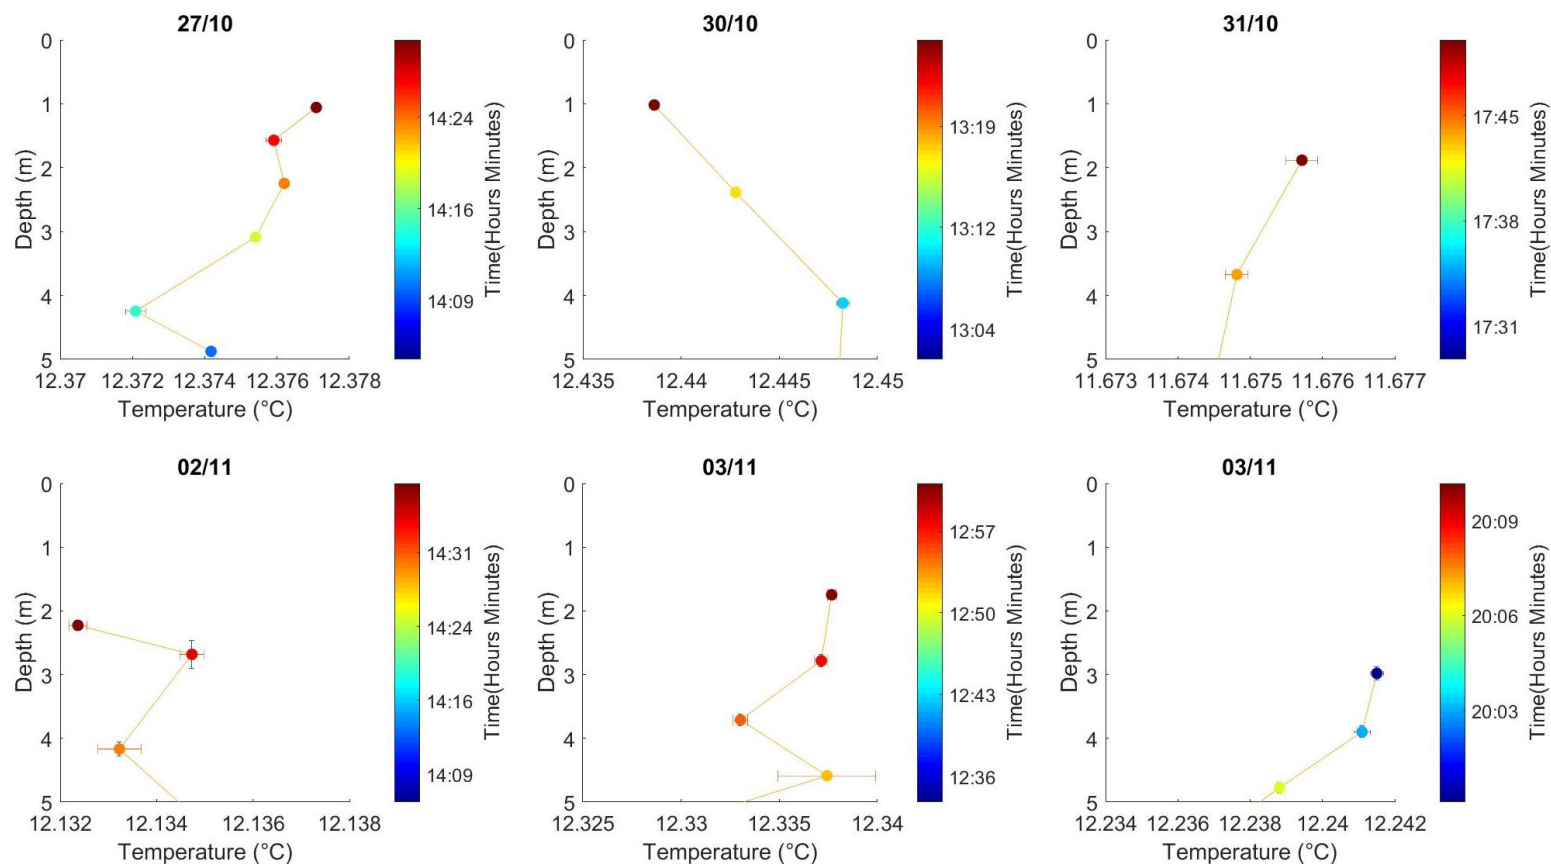 27/10
0
1
2
3
4
5
Depth (m)
12.37 12.372 12.374 12.376 12.378
Temperature (°C)
14:24
14:16
14:09
Time(Hours Minutes)
30/10
0
1
2
3
4
5
Depth (m)
12.435 12.44 12.445 12.45
Temperature (°C)
13:19
13:12
13:04
Time(Hours Minutes)
31/10
0
1
2
3
4
5
Depth (m)
11.673 11.674 11.675 11.676 11.677
Temperature (°C)
17:45
17:38
17:31
Time(Hours Minutes)
02/11
0
1
2
3
4
5
Depth (m)
12.132 12.134 12.136 12.138
Temperature (°C)
14:31
14:24
14:16
14:09
Time(Hours Minutes)
03/11
0
1
2
3
4
5
Depth (m)
12.325 12.33 12.335 12.34
Temperature (°C)
12:57
12:50
12:43
12:36
Time(Hours Minutes)
03/11
0
1
2
3
4
5
Depth (m)
12.234 12.236 12.238 12.24 12.242
Temperature (°C)
20:09
20:06
20:03
Time(Hours Minutes)